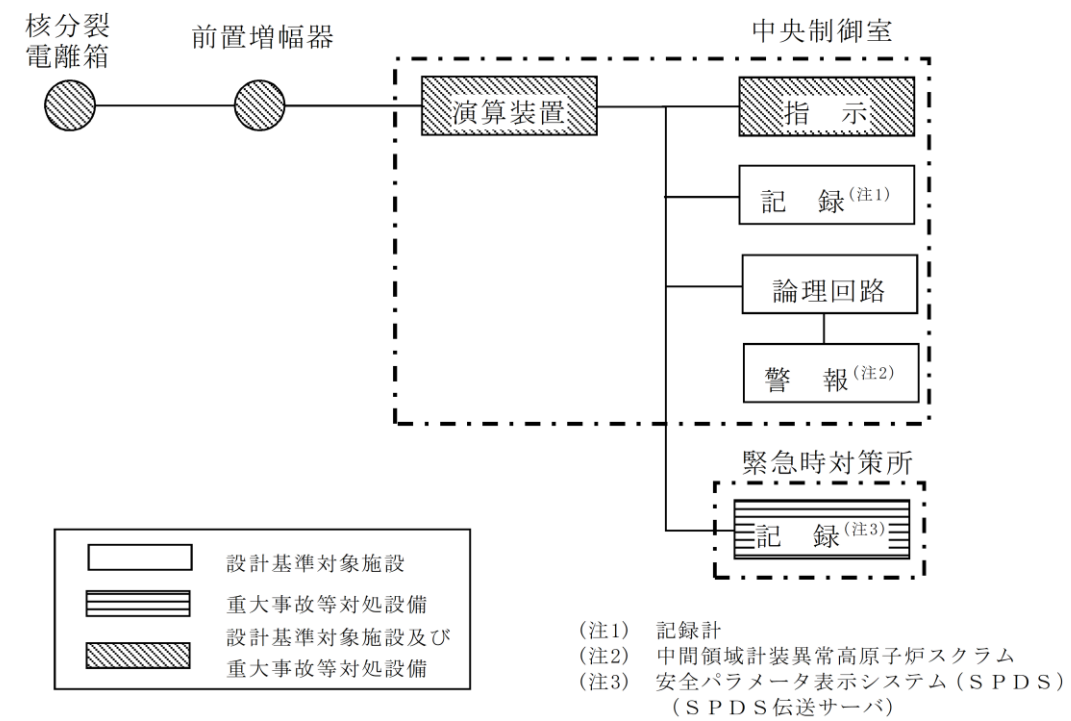 核分裂
電離箱
前置増幅器
中央制御室
演算装置
指 示
記 録(注1)
論理回路
警 報(注2)
緊急時対策所
記 録(注3)
設計基準対象施設
重大事故等対処設備
設計基準対象施設及び
重大事故等対処設備
(注1) 記録計
(注2) 中間領域計装異常高原子炉スクラム
(注3) 安全パラメータ表示システム(SPDS)
(SPDS伝送サーバ)